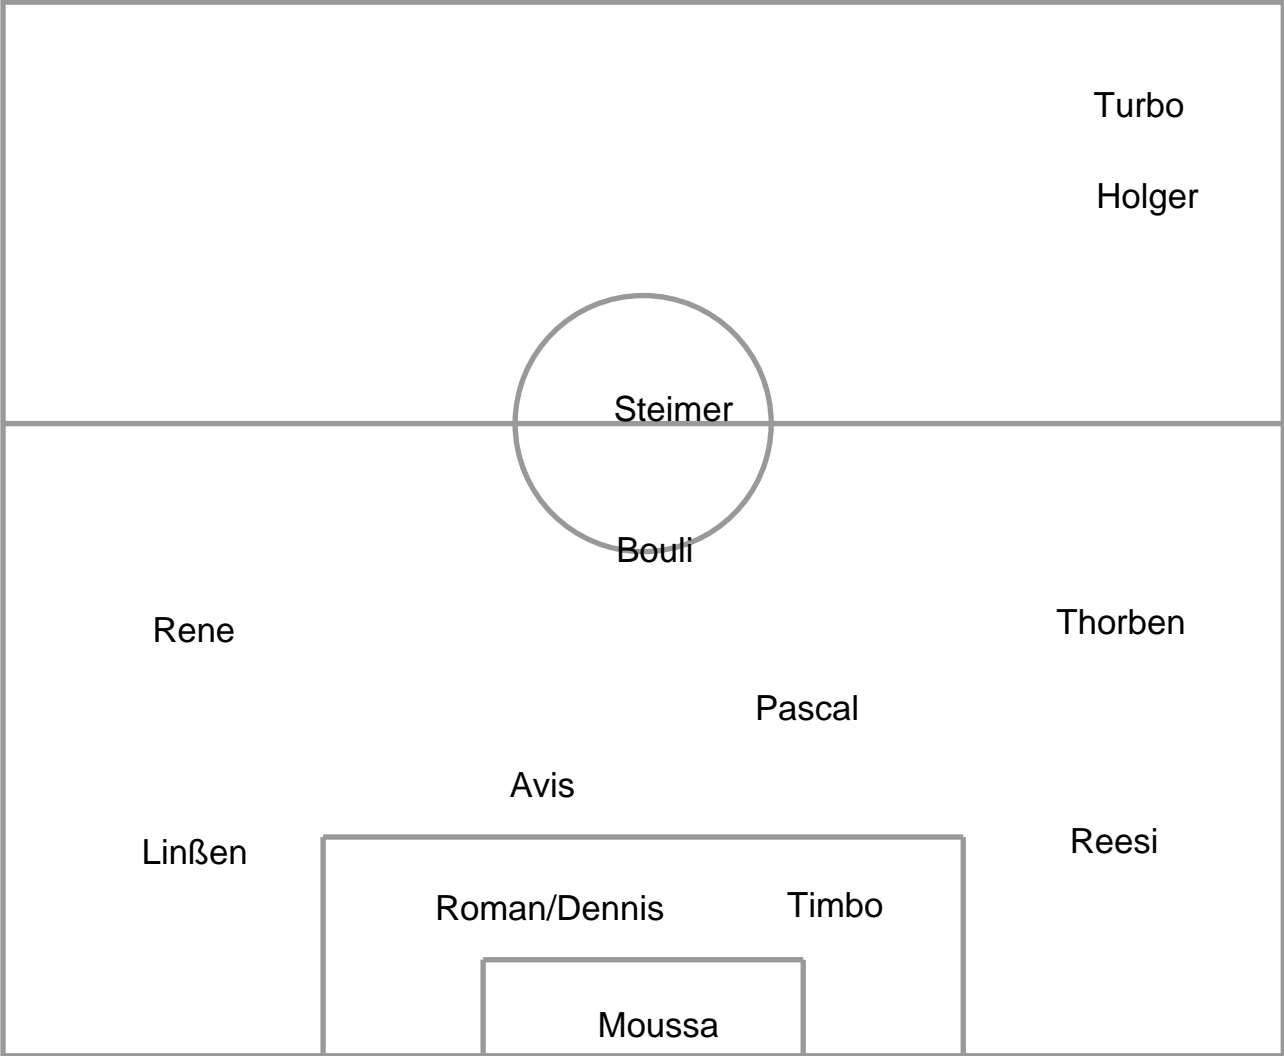 Turbo
Holger
Steimer
Bouli
Rene
Thorben
Pascal
Avis
Linßen
Reesi
Roman/Dennis
Timbo
Moussa